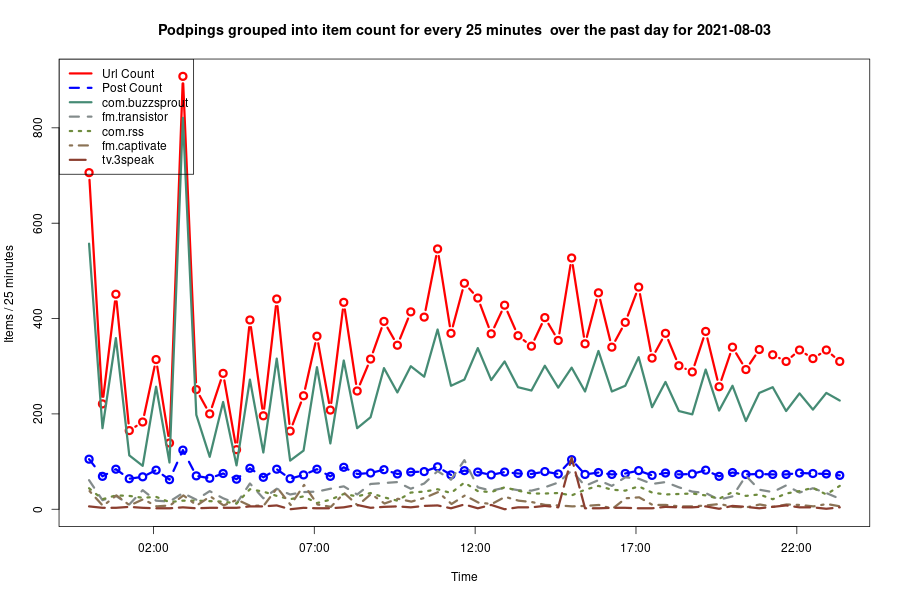 Podpings grouped into item count for every 25 minutes  over the past day for 2021-08-03
Url Count
Post Count
com.buzzsprout
fm.transistor
com.rss
fm.captivate
tv.3speak
Items / 25 minutes
800
600
400
200
0
02:00 07:00 12:00 17:00 22:00
Time